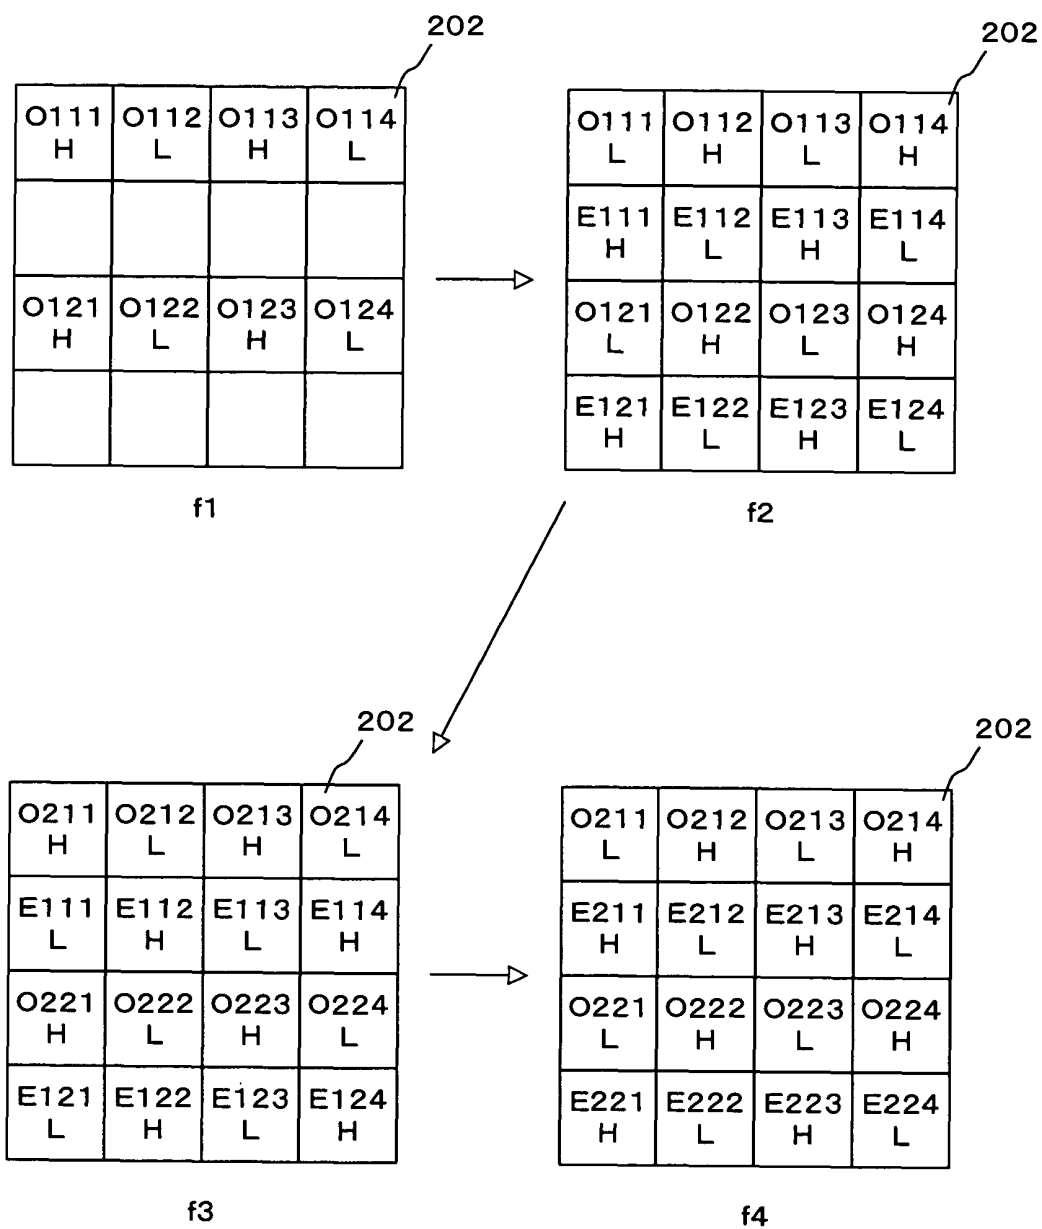 202
202
O111 O112 O113 O114
H L H L
O121 O122 O123 O124
H L H L
f1
O111 O112 O113 O114
L H L H
E111 E112 E113 E114
H L H L
O121 O122 O123 O124
L H L H
E121 E122 E123 E124
H L H L
f2
202
202
O211 O212 O213 O214
H L H L
E111 E112 E113 E114
L H L H
O221 O222 O223 O224
H L H L
E121 E122 E123 E124
L H L H
f3
O211 O212 O213 O214
L H L H
E211 E212 E213 E214
H L H L
O221 O222 O223 O224
L H L H
E221 E222 E223 E224
H L H L
f4